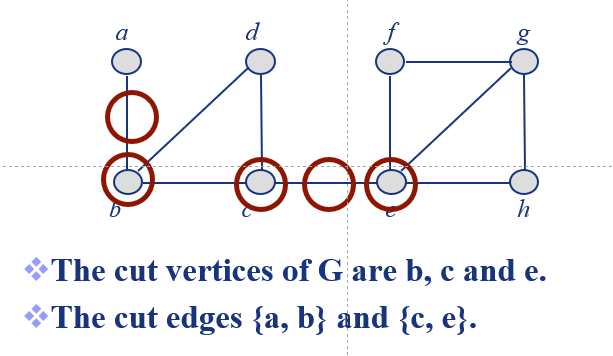 a d f g
b c e h
The cut vertices of G are b, c and e.
The cut edges {a, b} and {c, e}.